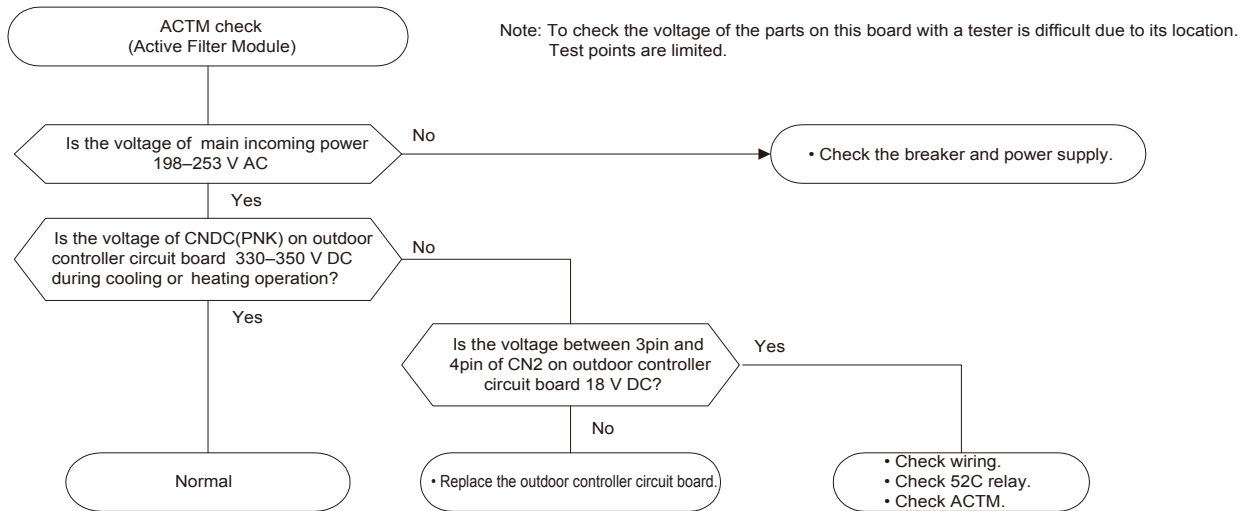 ACTM check
(Active Filter Module)
Note: To check the voltage of the parts on this board with a tester is difficult due to its location.
Test points are limited.
Is the voltage of main incoming power
198–253 V AC
No
• Check the breaker and power supply.
Yes
Is the voltage of CNDC(PNK) on outdoor
controller circuit board 330–350 V DC
during cooling or heating operation?
No
Yes
Is the voltage between 3pin and
4pin of CN2 on outdoor controller
circuit board 18 V DC?
Yes
No
Normal
• Replace the outdoor controller circuit board.
• Check wiring.
• Check 52C relay.
• Check ACTM.